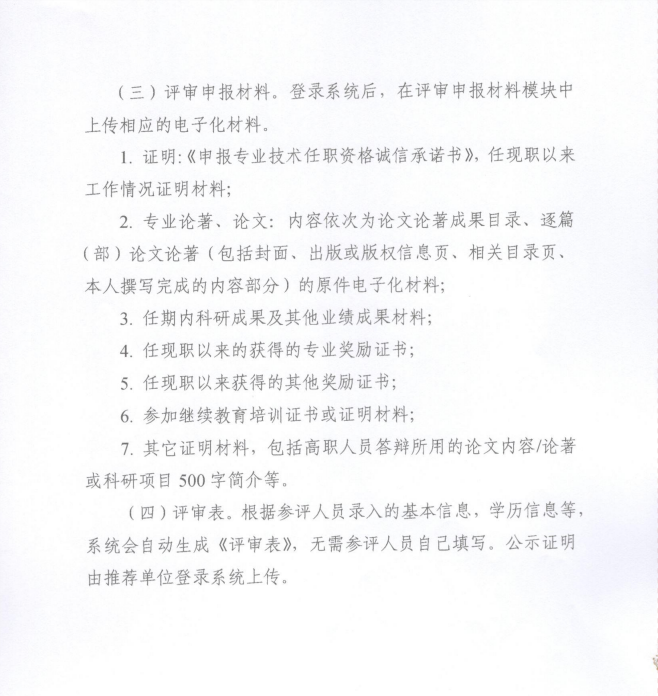 （三）评审申报材料。登录系统后，在评审申报材料模块中
上传相应的电子化材料。
1. 证明:《申报专业技术任职资格诚信承诺书》，任现职以来
工作情况证明材料；
2. 专业论著、论文：内容依次为论文论著成果目录、逐篇
（部）论文论著（包括封面、出版或版权信息页、相关目录页、
本人撰写完成的内容部分）的原件电子化材料；
3. 任期内科研成果及其他业绩成果材料；
4. 任现职以来的获得的专业奖励证书；
5. 任现职以来获得的其他奖励证书；
6. 参加继续教育培训证书或证明材料；
7. 其它证明材料，包括高职人员答辩所用的论文内容/论著
或科研项目 500 字简介等。
（四）评审表。根据参评人员录入的基本信息，学历信息等，
系统会自动生成《评审表》，无需参评人员自己填写。公示证明
由推荐单位登录系统上传。